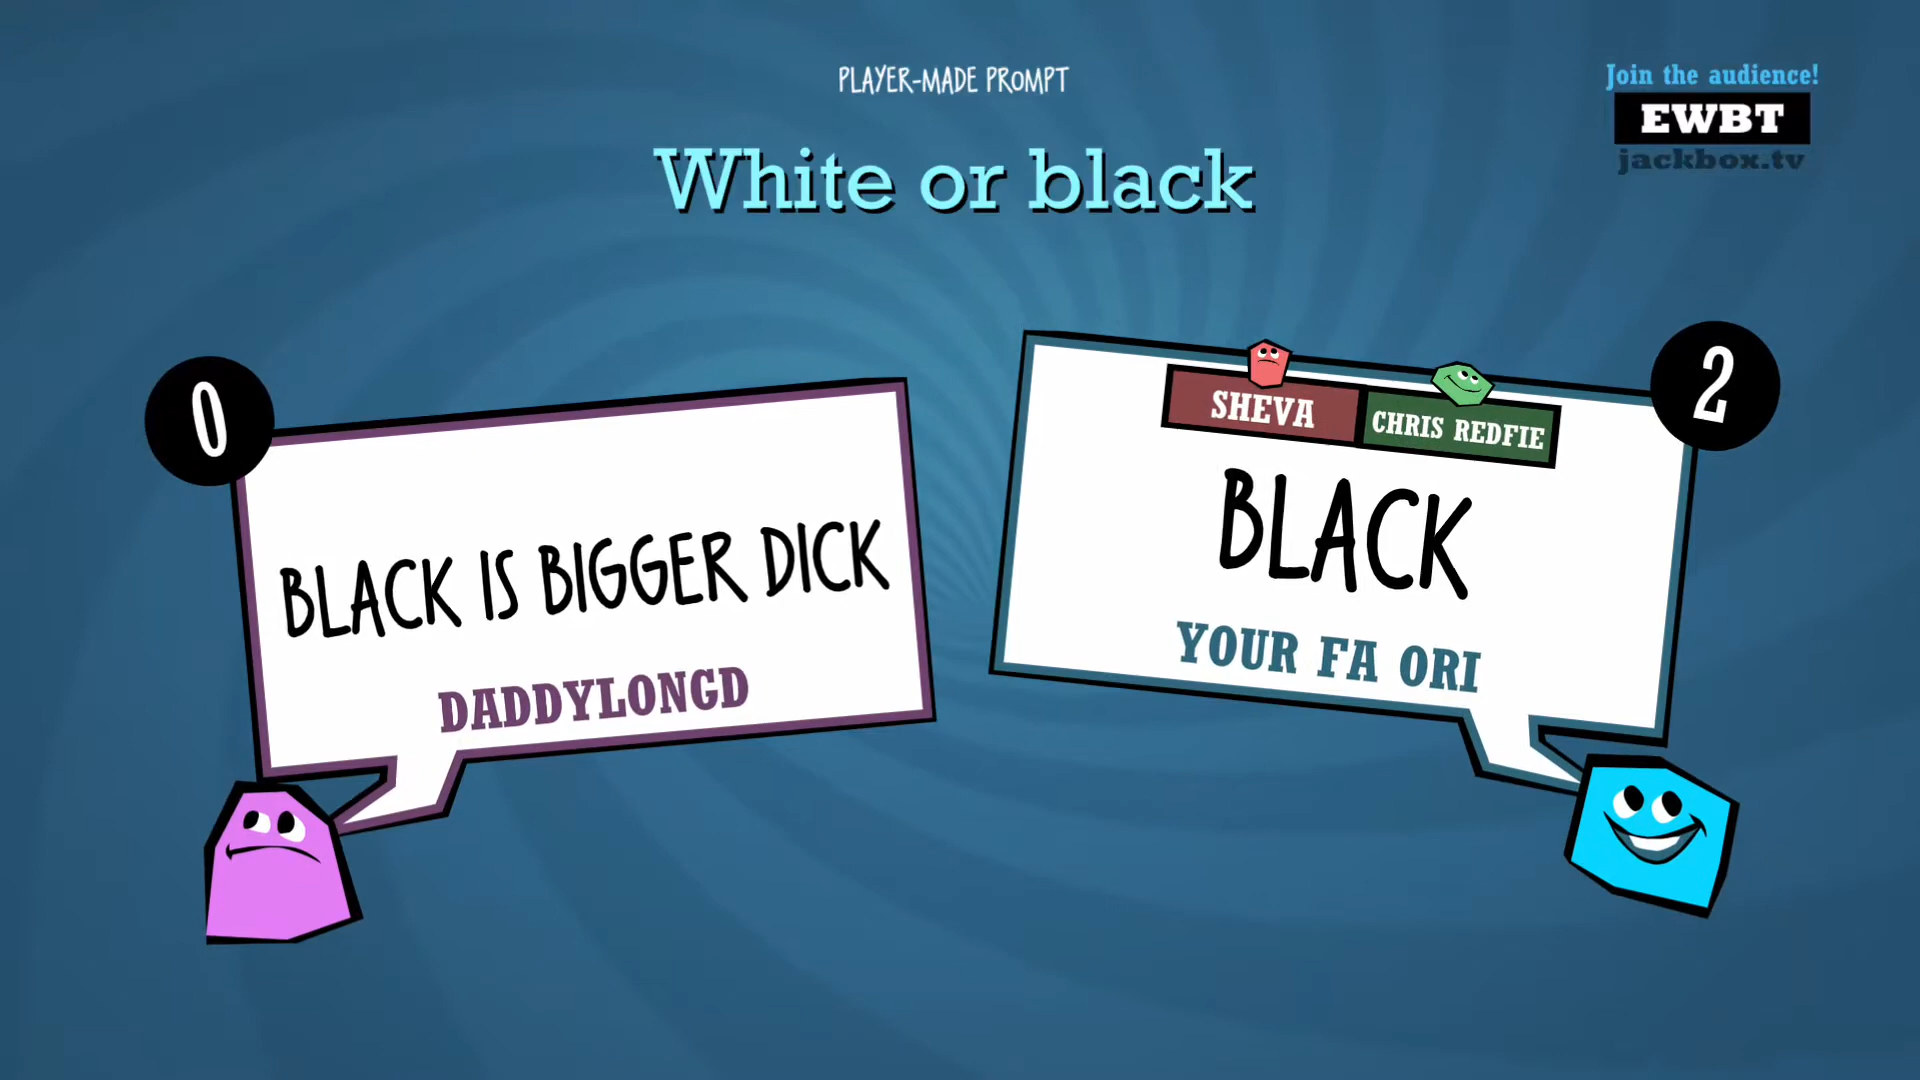 PLAYER-MADE PROMPT
Join the audience!
EWBT
jackbox.tv
White or black
0
2
SHEVA
CHRIS REDFIE
BLACK IS BIGGER DICK
BLACK
DADDYLONGD
YOUR FA ORI